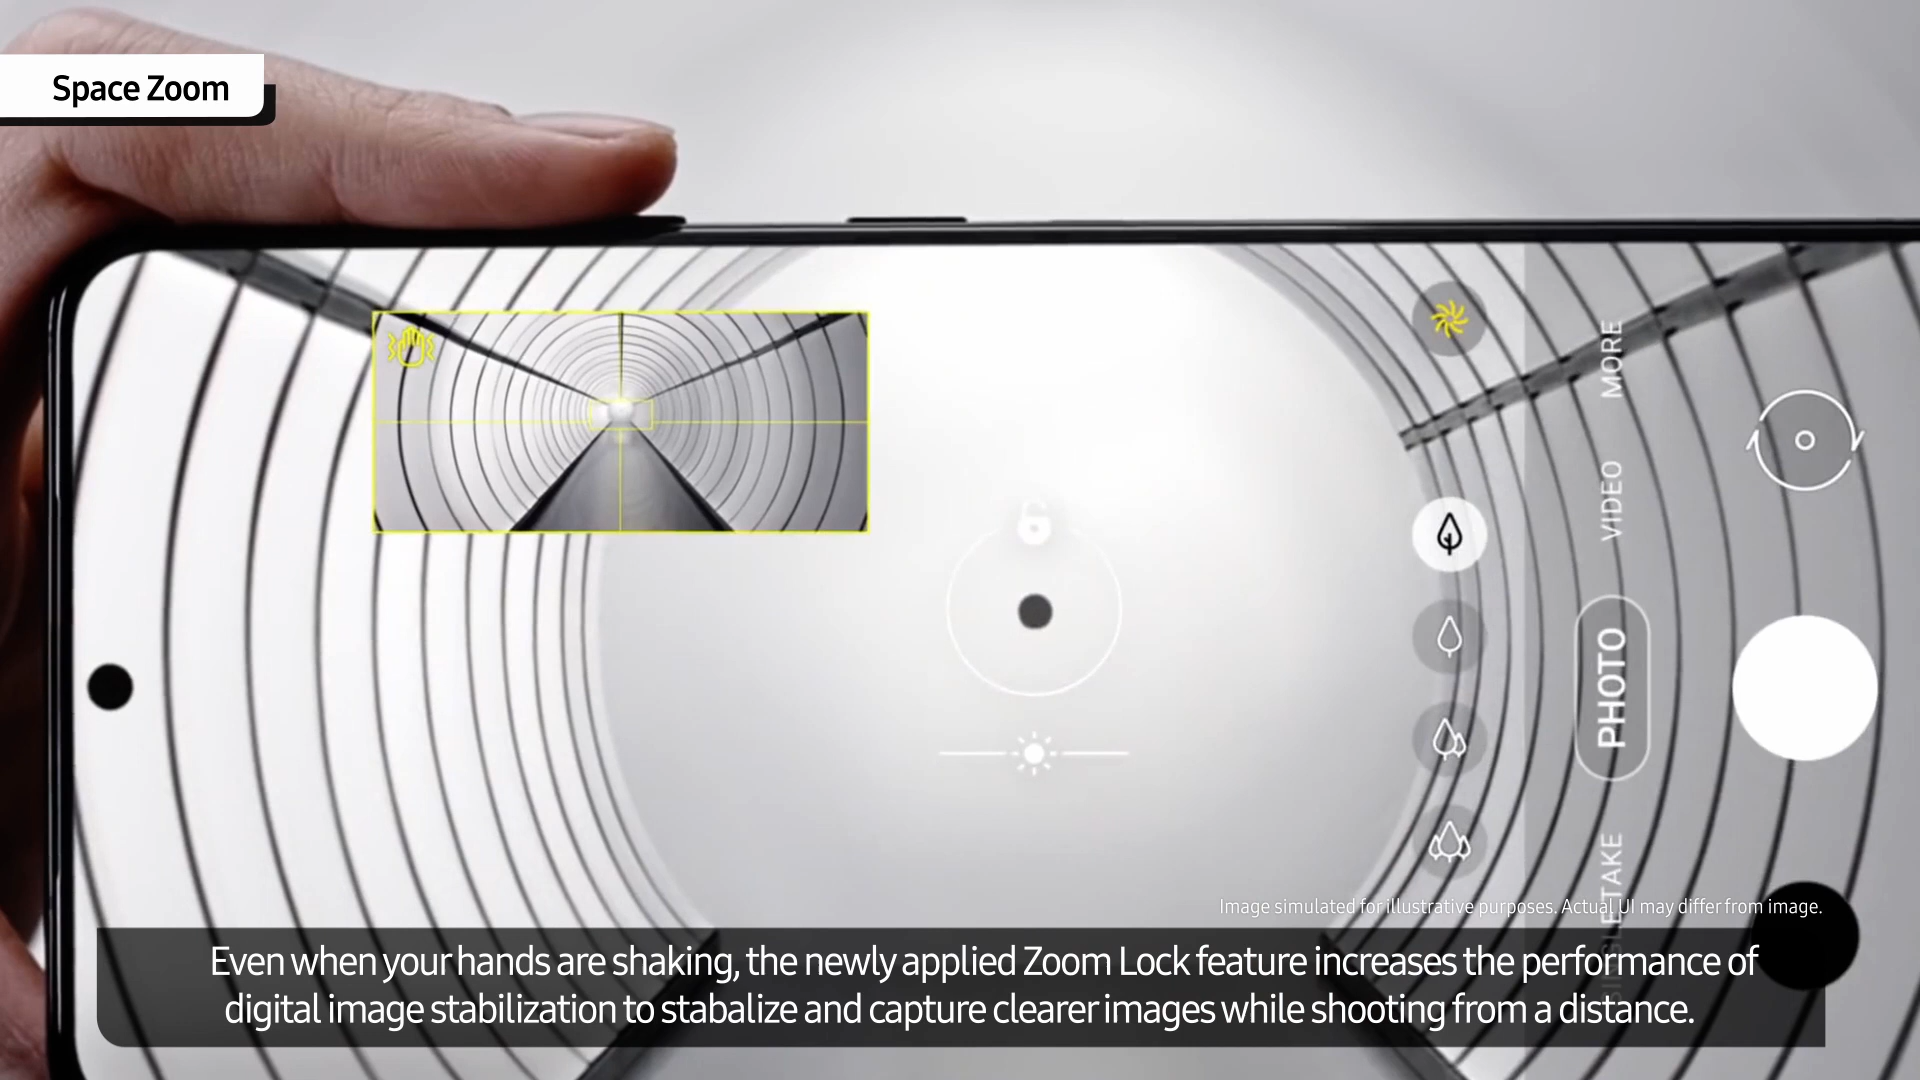 Space Zoom
MORE
VIDEO
PHOTO
SINGLE TAKE
Image simulated for illustrative purposes. Actual UI may differ from image.
Even when your hands are shaking, the newly applied Zoom Lock feature increases the performance of
digital image stabilization to stabalize and capture clearer images while shooting from a distance.